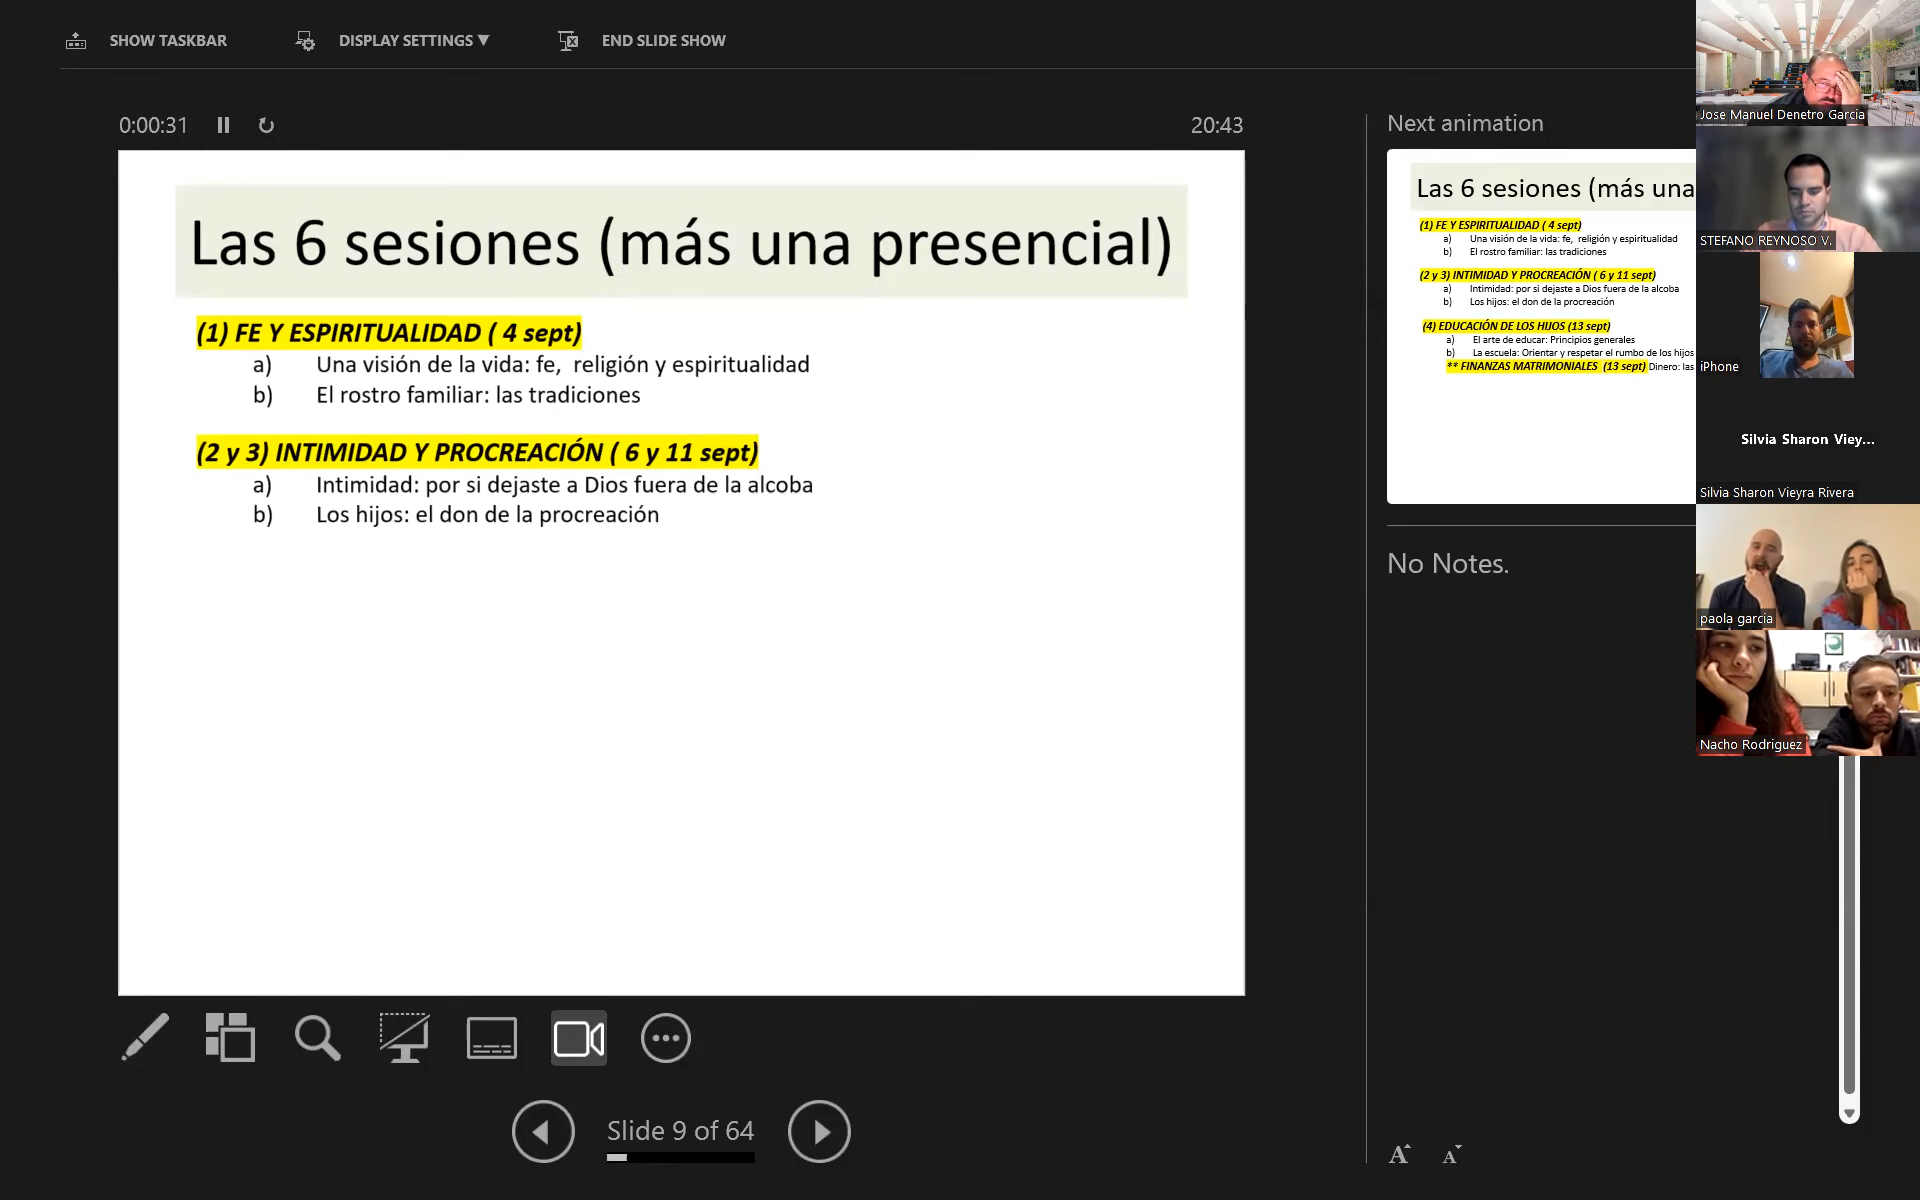 SHOW TASKBAR
DISPLAY SETTINGS
END SLIDE SHOW
0:00:31
20:43
Las 6 sesiones (más una presencial)
(1) FE Y ESPIRITUALIDAD ( 4 sept)
a) Una visión de la vida: fe, religión y espiritualidad
b) El rostro familiar: las tradiciones
(2 y 3) INTIMIDAD Y PROCREACIÓN ( 6 y 11 sept)
a) Intimidad: por si dejaste a Dios fuera de la alcoba
b) Los hijos: el don de la procreación
Slide 9 of 64
Next animation
Las 6 sesiones (más una
(1) FE Y ESPIRITUALIDAD ( 4 sept)
a) Una visión de la vida: fe, religión y espiritualidad
b) El rostro familiar: las tradiciones
(2 y 3) INTIMIDAD Y PROCREACIÓN ( 6 y 11 sept)
a) Intimidad: por si dejaste a Dios fuera de la alcoba
b) Los hijos: el don de la procreación
(4) EDUCACIÓN DE LOS HIJOS (13 sept)
a) El arte de educar: Principios generales
b) La escuela: Orientar y respetar el rumbo de los hijos
** FINANZAS MATRIMONIALES (13 sept) Dinero: las
No Notes.
A A
Jose Manuel Denetro Garcia
STEFANO REYNOSO V.
iPhone
Silvia Sharon Viey...
Silvia Sharon Vieyra Rivera
paola garcia
Nacho Rodriguez